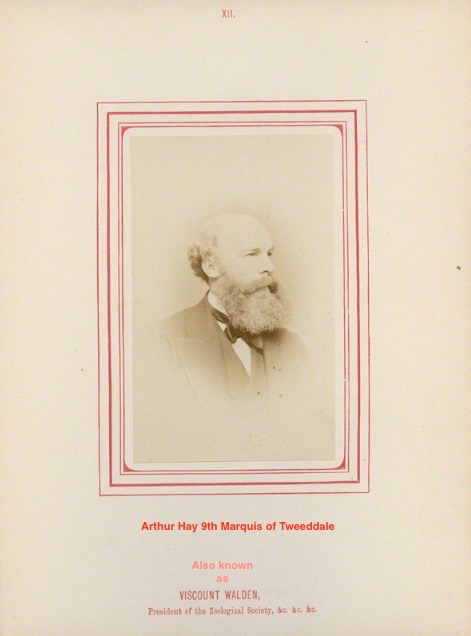 XII.
Arthur Hay 9th Marquis of Tweeddale
Also known
as
VISCOUNT WALDEN,
President of the Zoological Society, &c. &c. &c.